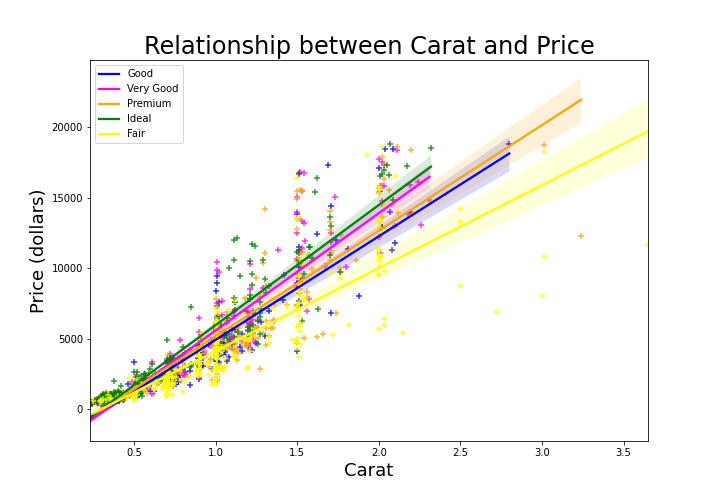 Relationship between Carat and Price
Good
Very Good
Premium
Ideal
Fair
Price (dollars)
20000
15000
10000
5000
0
0.5 1.0 1.5 2.0 2.5 3.0 3.5
Carat